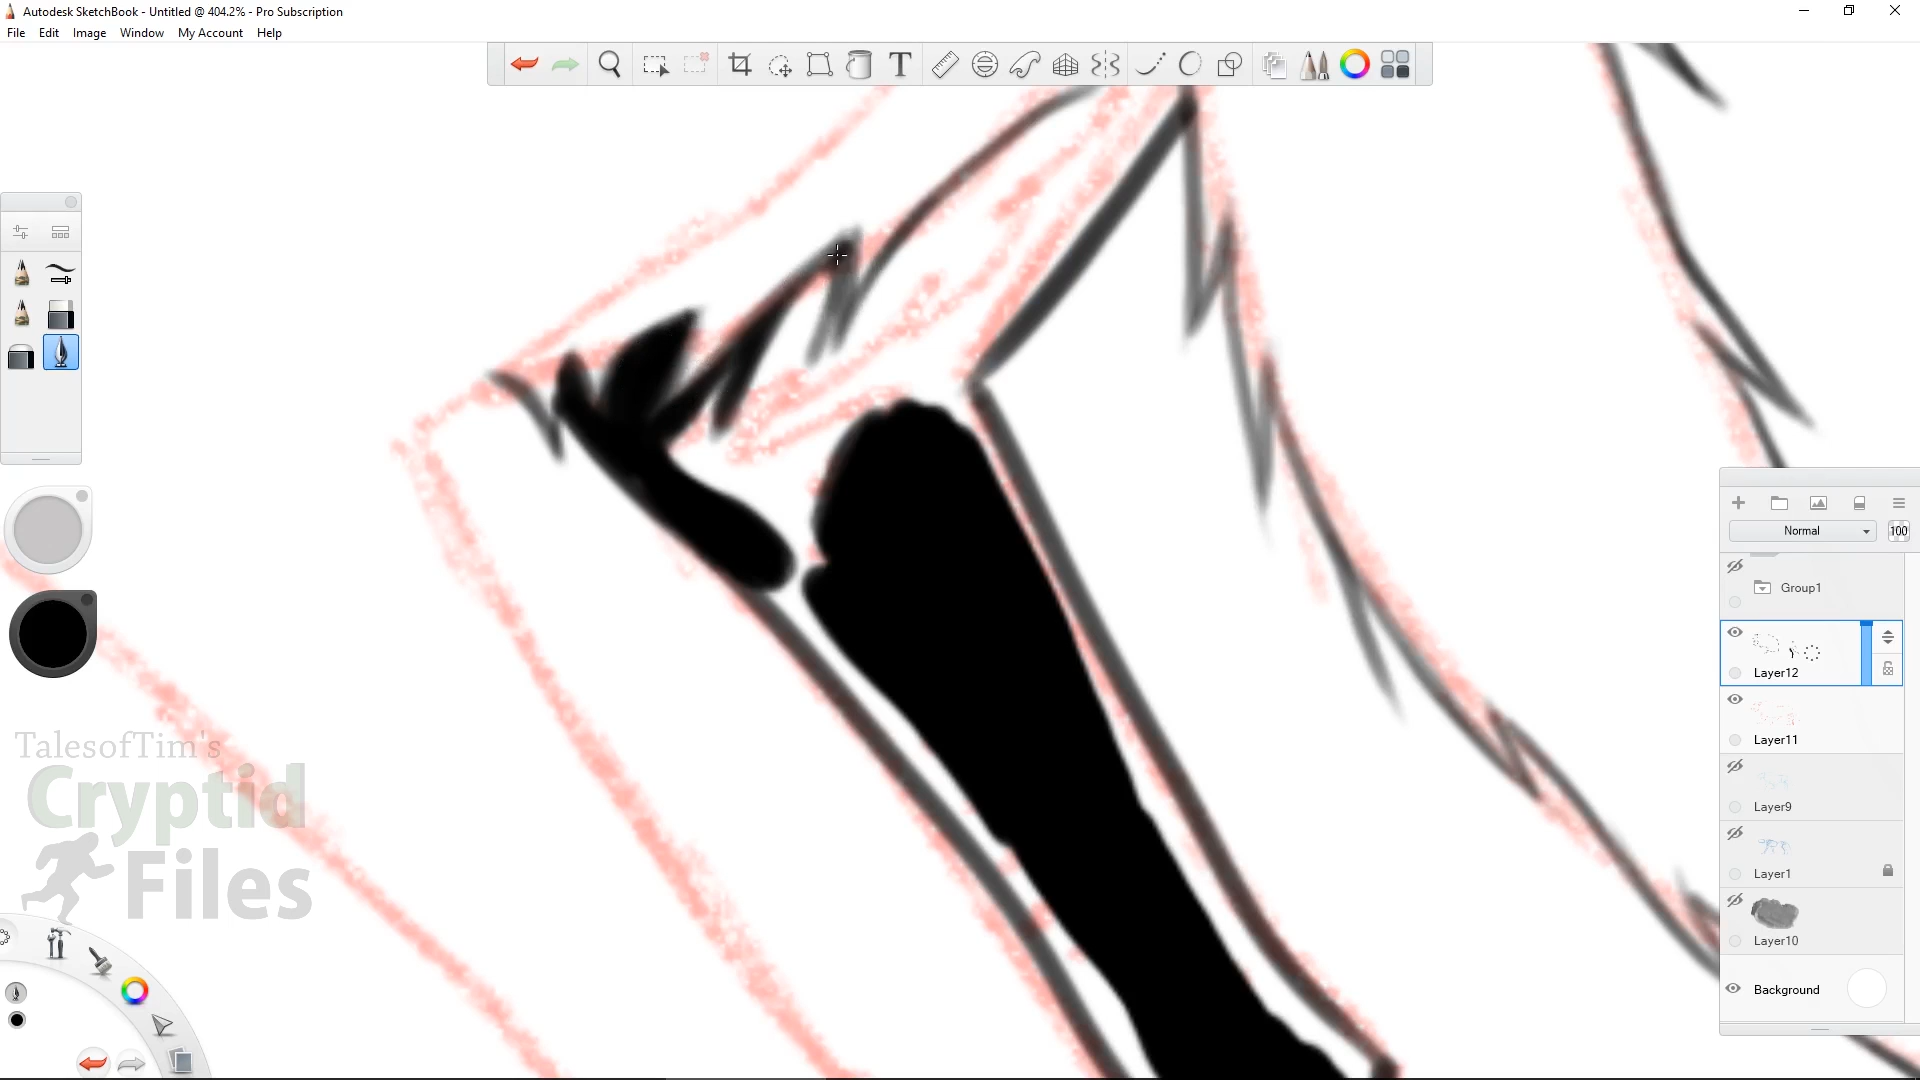 Autodesk SketchBook - Untitled @ 404.2% - Pro Subscription
File Edit Image Window My Account Help
T
Normal 100
Group1
Layer12
Layer11
Layer9
Layer1
Layer10
Background
TalesofTim's
Cryptid
Files